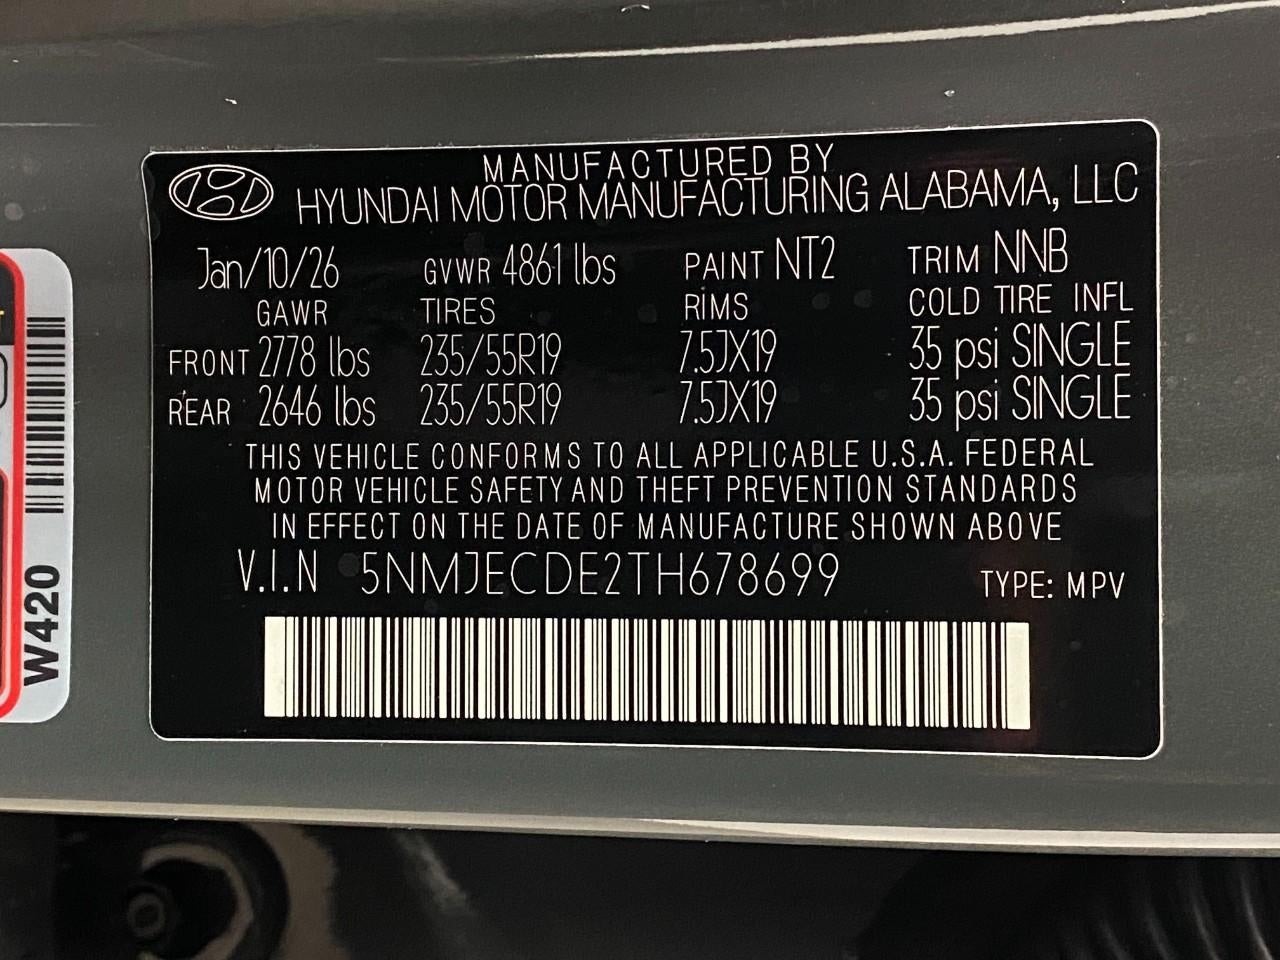 MANUFACTURED BY
HYUNDAI MOTOR MANUFACTURING ALABAMA, LLC
Jan/10/26 GVWR 4861 lbs PAINT NT2 TRIM NNB
GAWR TIRES RIMS COLD TIRE INFL
FRONT 2778 lbs 235/55R19 7.5JX19 35 psi SINGLE
REAR 2646 lbs 235/55R19 7.5JX19 35 psi SINGLE
THIS VEHICLE CONFORMS TO ALL APPLICABLE U.S.A. FEDERAL
MOTOR VEHICLE SAFETY AND THEFT PREVENTION STANDARDS
IN EFFECT ON THE DATE OF MANUFACTURE SHOWN ABOVE
V.I.N 5NMJECDE2TH678699 TYPE: MPV
W420